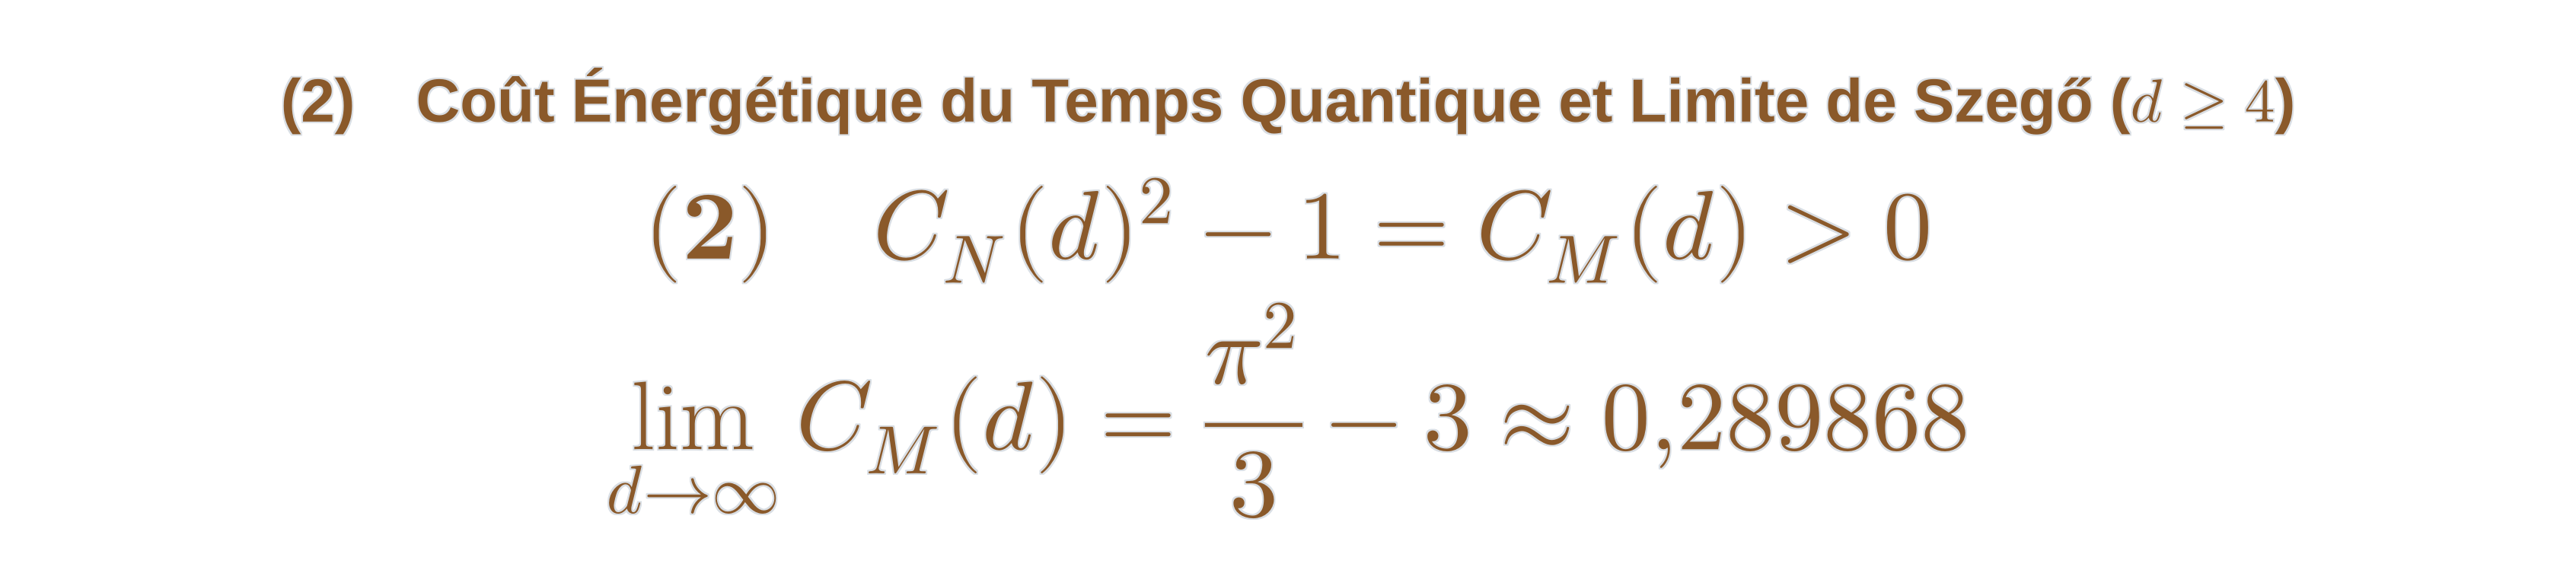 (2) Coût Énergétique du Temps Quantique et Limite de Szegő (d ≥ 4)
(2) C_N(d)² − 1 = C_M(d) > 0
lim_{d→∞} C_M(d) = π²/3 − 3 ≈ 0,289868